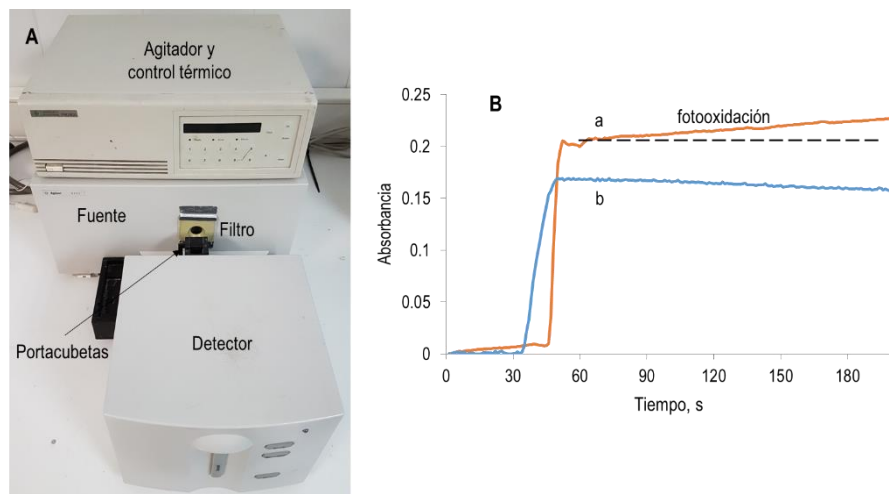 A
Agitador y
control térmico
Fuente
Filtro
Portacubetas
Detector
B
0.25
0.2
0.15
0.1
0.05
0
a
fotooxidación
b
Absorbancia
0
30
60
90
120
150
180
Tiempo, s